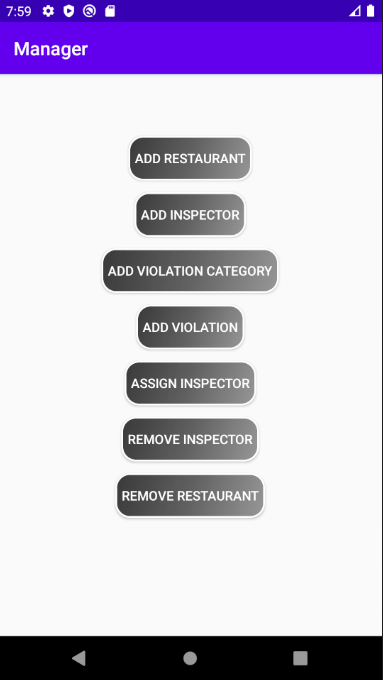 7:59
Manager
ADD RESTAURANT
ADD INSPECTOR
ADD VIOLATION CATEGORY
ADD VIOLATION
ASSIGN INSPECTOR
REMOVE INSPECTOR
REMOVE RESTAURANT